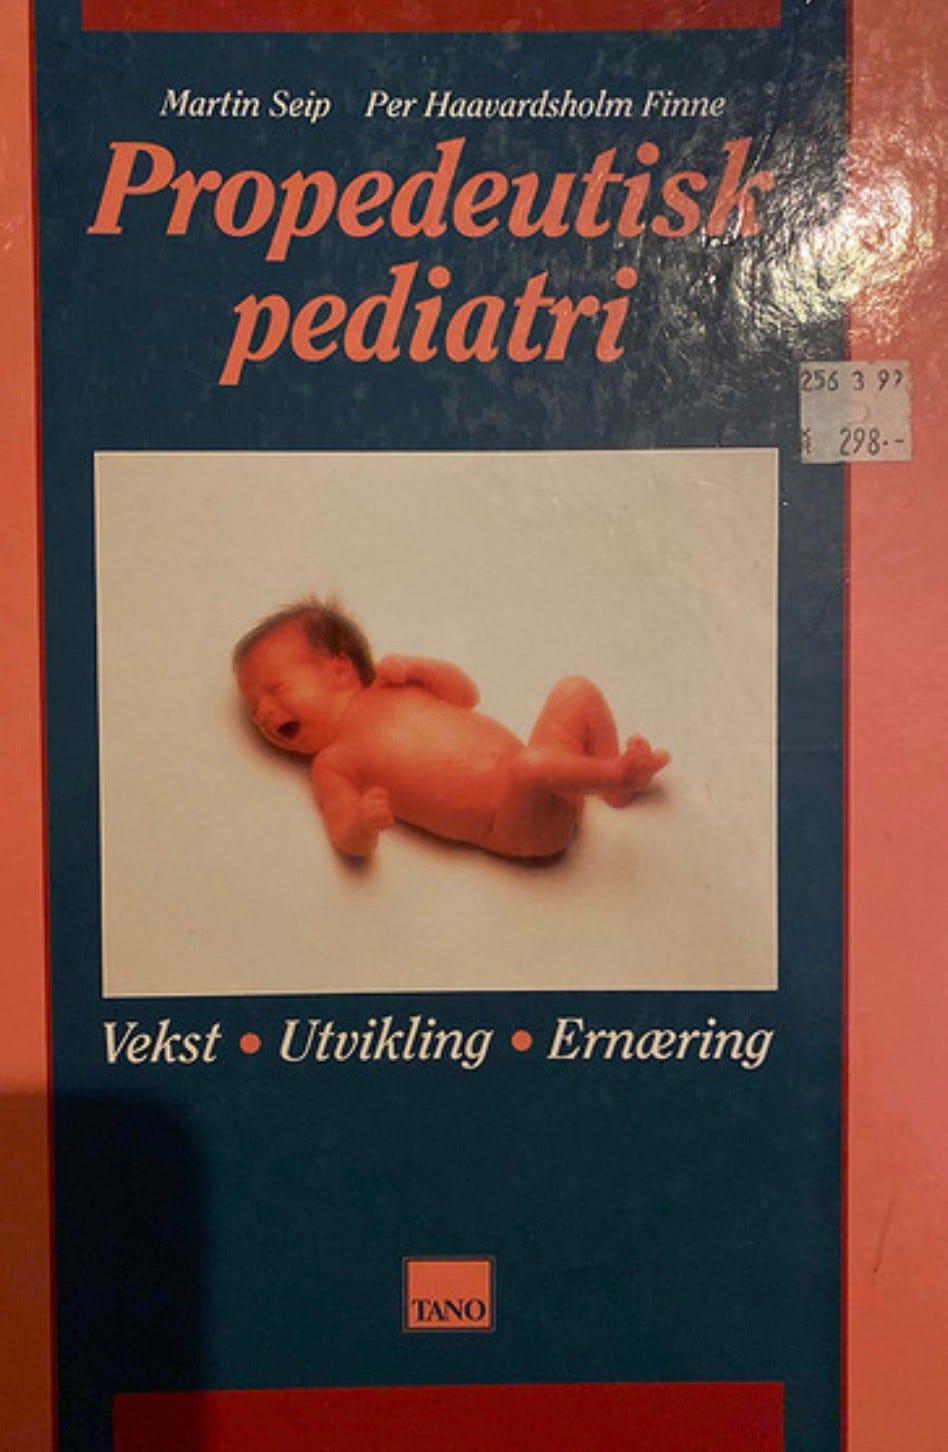 Martin Seip Per Haavardsholm Finne
Propedeutisk
pediatri
256 3 97
298.--
Vekst • Utvikling • Ernæring
TANO